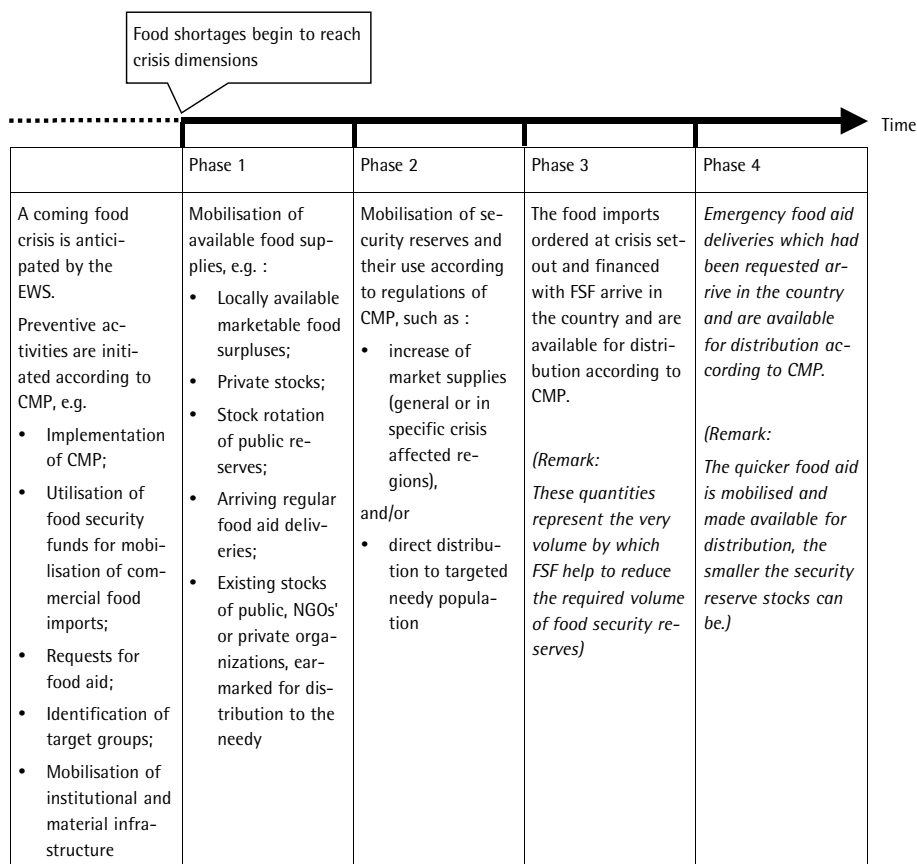 Food shortages begin to reach
crisis dimensions
Time
Phase 1
Phase 2
Phase 3
Phase 4
A coming food
crisis is antici-
pated by the
EWS.
Preventive ac-
tivities are initi-
ated according to
CMP, e.g.
• Implementation
of CMP;
• Utilisation of
food security
funds for mobi-
lisation of com-
mercial food
imports;
• Requests for
food aid;
• Identification of
target groups;
• Mobilisation of
institutional and
material infra-
structure
Mobilisation of
available food sup-
plies, e.g. :
• Locally available
marketable food
surpluses;
• Private stocks;
• Stock rotation
of public re-
serves;
• Arriving regular
food aid deliv-
eries;
• Existing stocks
of public, NGOs'
or private orga-
nizations, ear-
marked for dis-
tribution to the
needy
Mobilisation of se-
curity reserves and
their use according
to regulations of
CMP, such as :
• increase of
market supplies
(general or in
specific crisis
affected re-
gions),
and/or
• direct distribu-
tion to targeted
needy popula-
tion
The food imports
ordered at crisis set-
out and financed
with FSF arrive in
the country and are
available for distri-
bution according to
CMP.
(Remark:
These quantities
represent the very
volume by which
FSF help to reduce
the required volume
of food security re-
serves)
Emergency food aid
deliveries which had
been requested ar-
rive in the country
and are available
for distribution ac-
cording to CMP.
(Remark:
The quicker food aid
is mobilised and
made available for
distribution, the
smaller the security
reserve stocks can
be.)